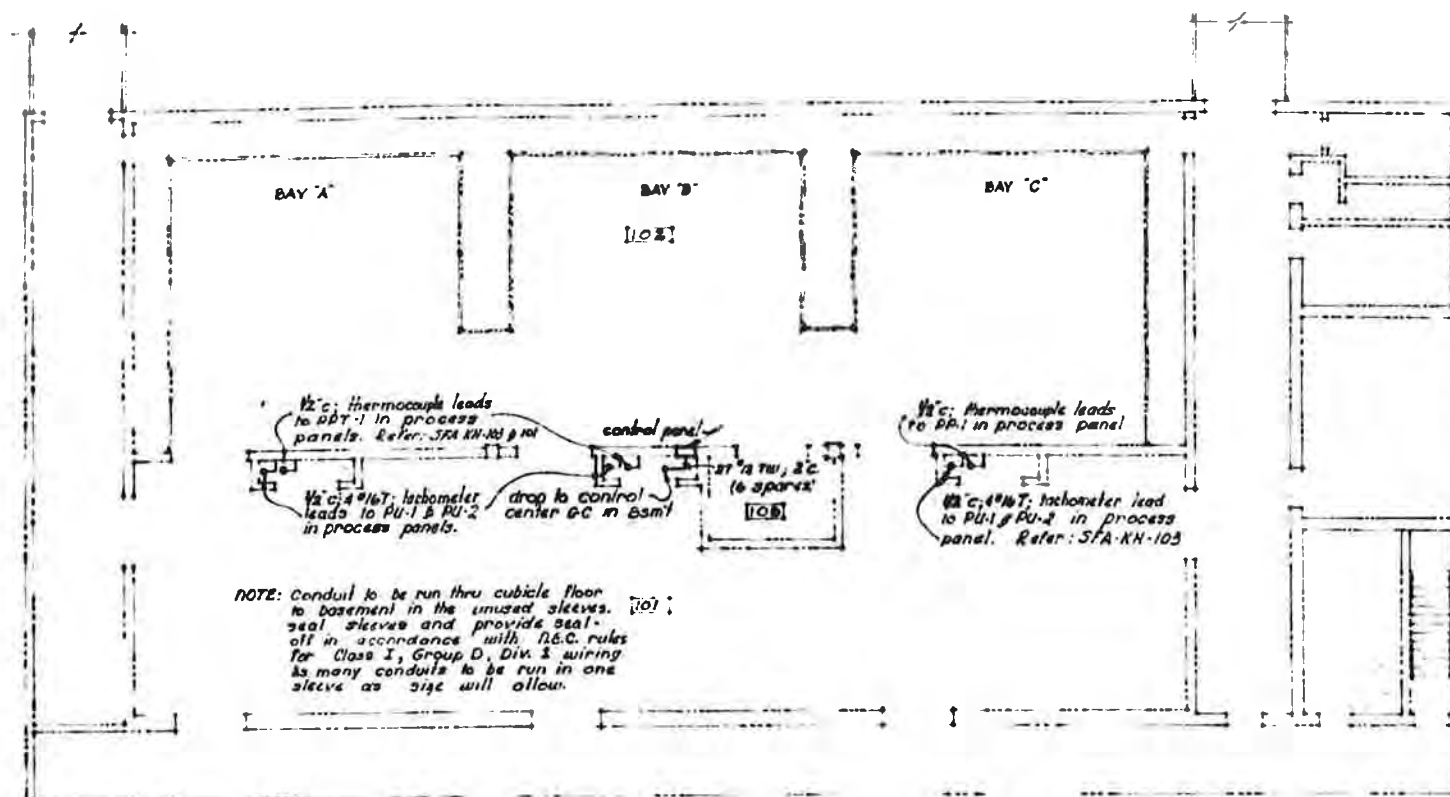 BAY "A"
BAY "B"
BAY "C"
102
1/2"c; thermocouple leads
to PPT-1 in process
panels. Refer: SFA KH-103 & 101
control panel
1/2"c; thermocouple leads
to PP-1 in process panel
1/2"c; 4 #16T; tachometer
leads to PU-1 & PU-2
in process panels.
drop to control
center GC in Bsm't
27 #12 TW, 2"c.
(6 spares)
1/2"c; 4 #16T; tachometer lead
to PU-1 & PU-2 in process
panel. Refer: SFA-KH-103
NOTE: Conduit to be run thru cubicle floor
to basement in the unused sleeves.
seal sleeves and provide seal-
off in accordance with N.E.C. rules
for Class I, Group D, Div. 1 wiring
As many conduits to be run in one
sleeve as size will allow.
101